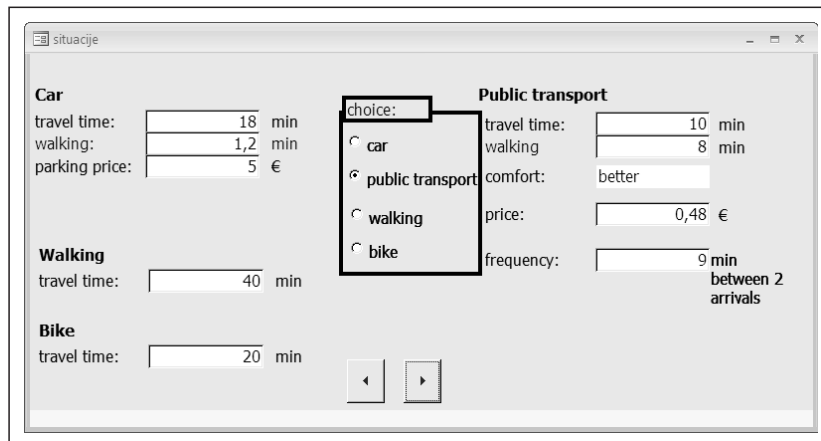 situacije
Car
travel time: 18 min
walking: 1,2 min
parking price: 5 €
Walking
travel time: 40 min
Bike
travel time: 20 min
choice:
car
public transport
walking
bike
Public transport
travel time: 10 min
walking 8 min
comfort: better
price: 0,48 €
frequency: 9 min
between 2
arrivals